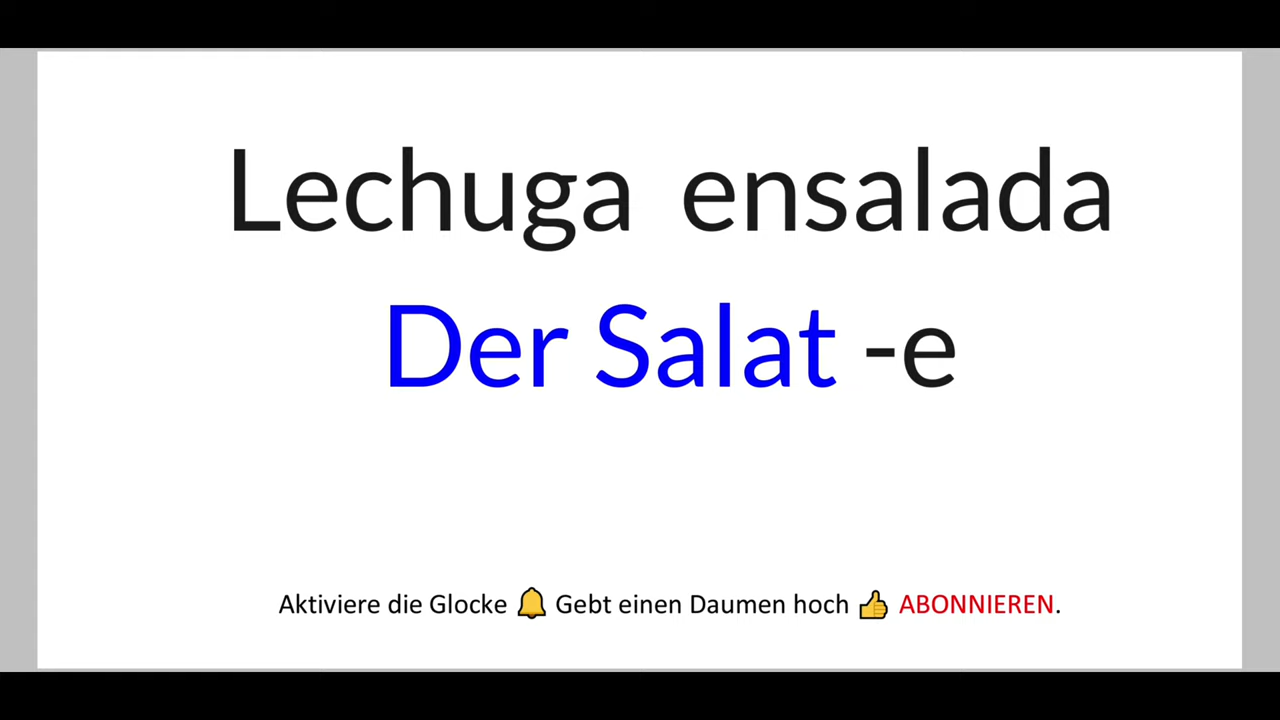 Lechuga ensalada
Der Salat -e
Aktiviere die Glocke 🔔 Gebt einen Daumen hoch 👍 ABONNIEREN.